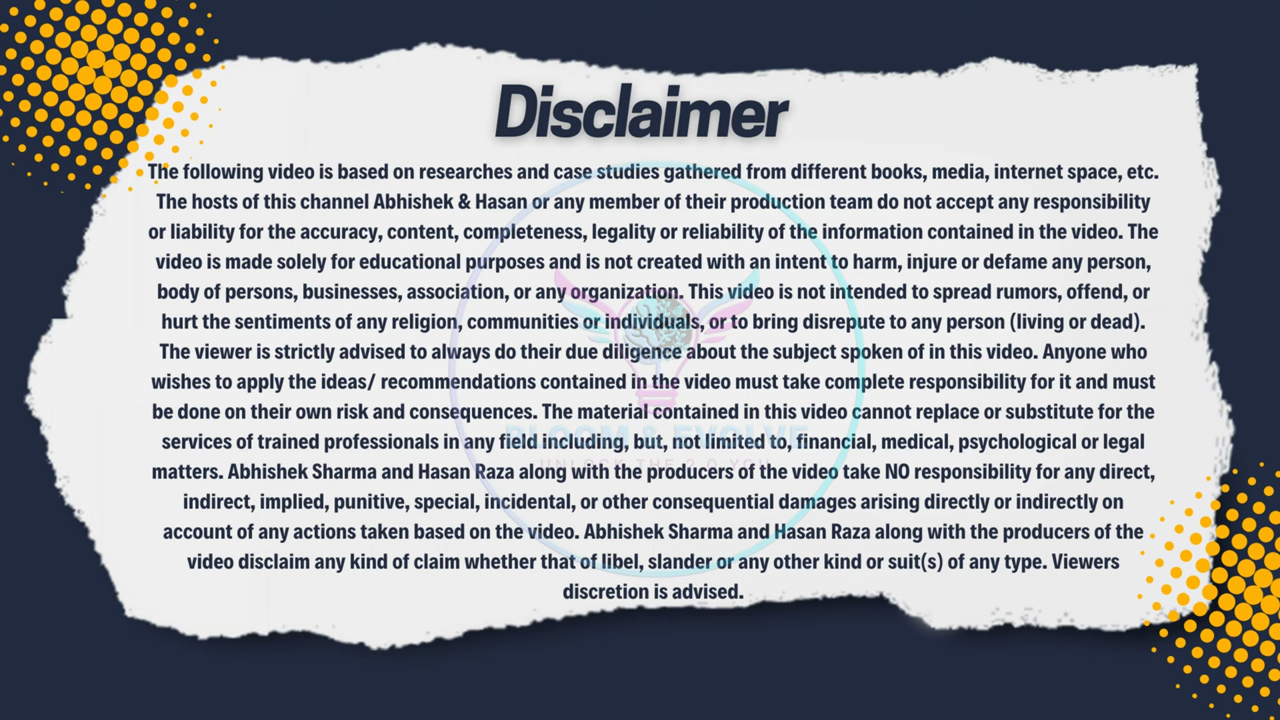 Disclaimer
The following video is based on researches and case studies gathered from different books, media, internet space, etc.
The hosts of this channel Abhishek & Hasan or any member of their production team do not accept any responsibility
or liability for the accuracy, content, completeness, legality or reliability of the information contained in the video. The
video is made solely for educational purposes and is not created with an intent to harm, injure or defame any person,
body of persons, businesses, association, or any organization. This video is not intended to spread rumors, offend, or
hurt the sentiments of any religion, communities or individuals, or to bring disrepute to any person (living or dead).
The viewer is strictly advised to always do their due diligence about the subject spoken of in this video. Anyone who
wishes to apply the ideas/ recommendations contained in the video must take complete responsibility for it and must
be done on their own risk and consequences. The material contained in this video cannot replace or substitute for the
BLOOM & EVOLVE
services of trained professionals in any field including, but, not limited to, financial, medical, psychological or legal
UNLOCK THE 2.0 YOU
matters. Abhishek Sharma and Hasan Raza along with the producers of the video take NO responsibility for any direct,
indirect, implied, punitive, special, incidental, or other consequential damages arising directly or indirectly on
account of any actions taken based on the video. Abhishek Sharma and Hasan Raza along with the producers of the
video disclaim any kind of claim whether that of libel, slander or any other kind or suit(s) of any type. Viewers
discretion is advised.